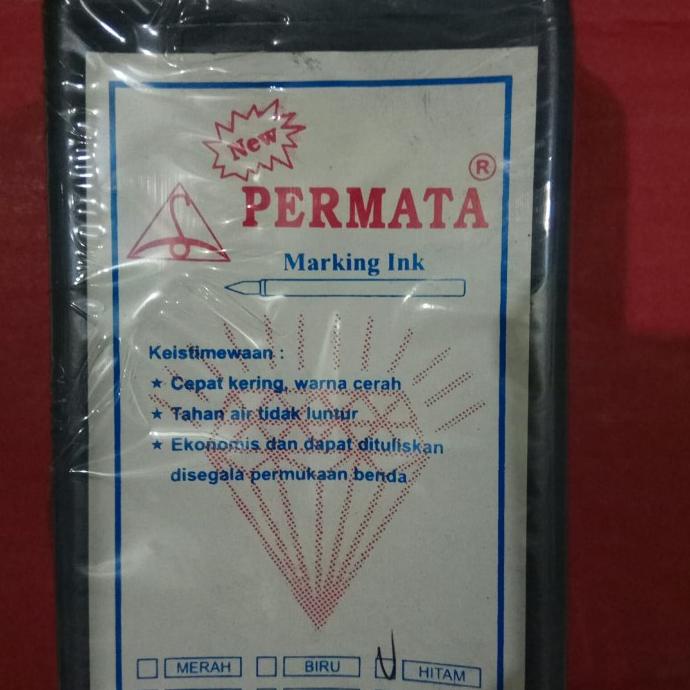 New
PERMATA ®
Marking Ink
Keistimewaan :
★ Cepat kering, warna cerah
★ Tahan air tidak luntur
★ Ekonomis dan dapat dituliskan
disegala permukaan benda
MERAH BIRU HITAM